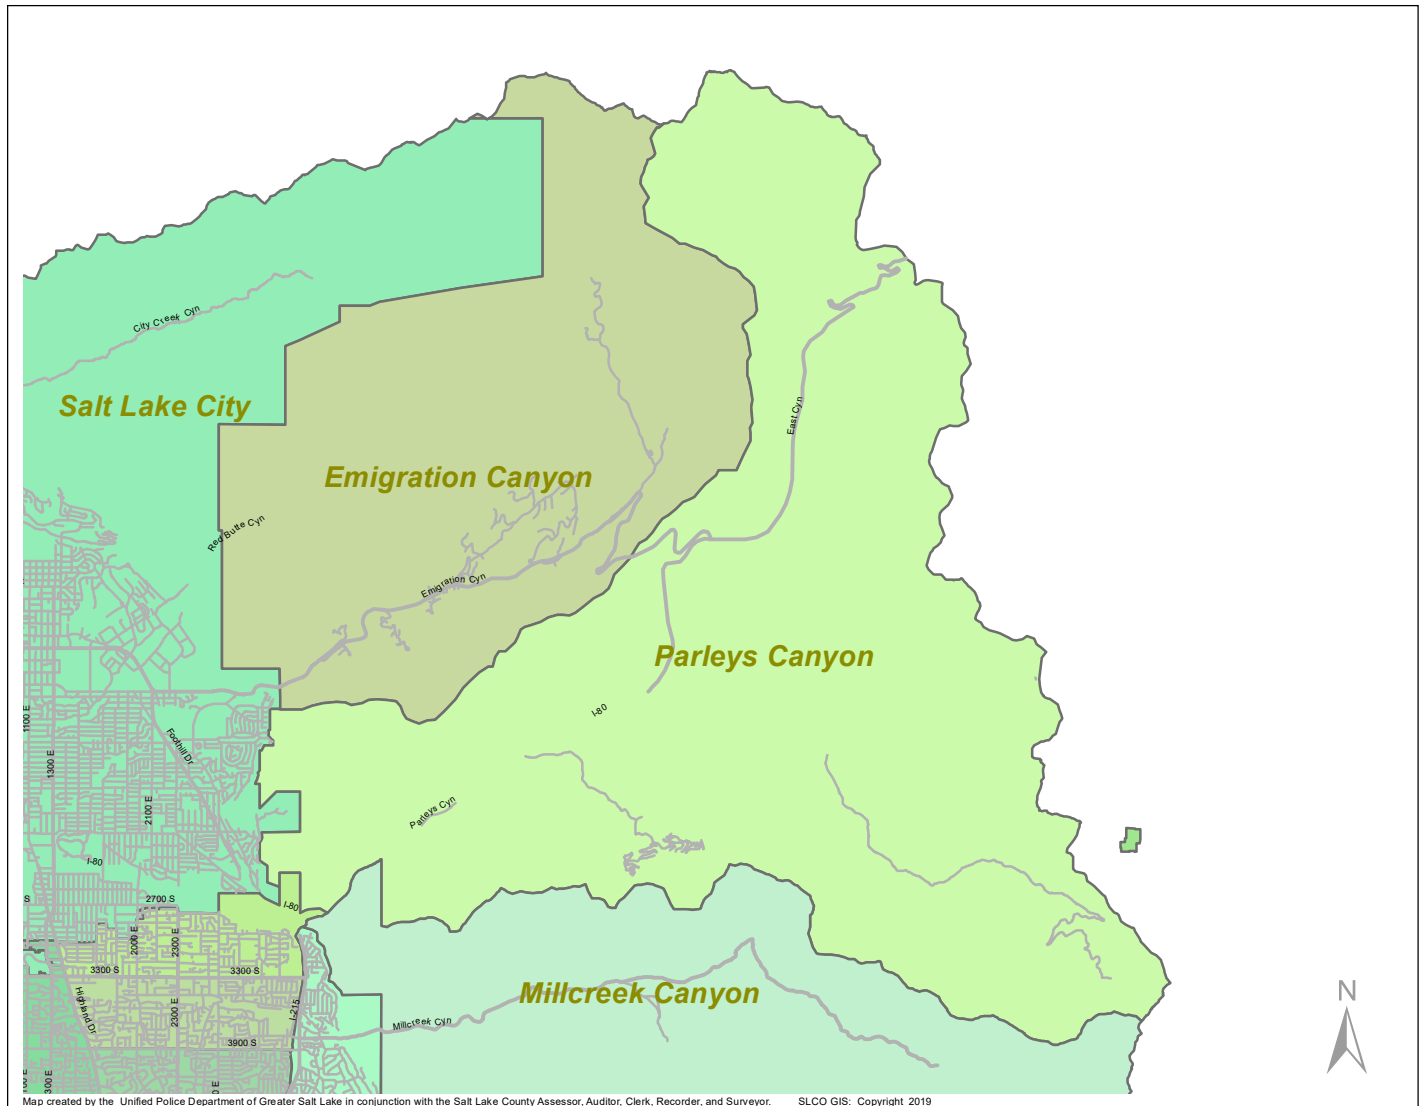 City Creek Cyn
Salt Lake City
East Cyn
Emigration Canyon
Red Butte Cyn
Emigration Cyn
Parleys Canyon
I-80
1100 E
Foothill Dr
1300 E
2100 E
Parleys Cyn
I-80
2700 S
S
I-80
2000 E
2300 E
3300 S
3300 S
Millcreek Canyon
N
Highland Dr
2300 E
I-215
Millcreek Cyn
3900 S
300 E
E
Map created by the Unified Police Department of Greater Salt Lake in conjunction with the Salt Lake County Assessor, Auditor, Clerk, Recorder, and Surveyor. SLCO GIS: Copyright 2019